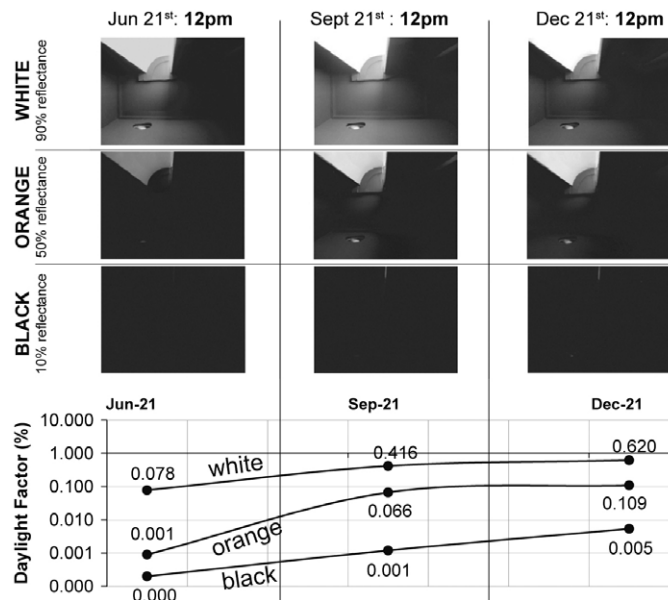 Jun 21st: 12pm
Sept 21st: 12pm
Dec 21st: 12pm
WHITE
90% reflectance
ORANGE
50% reflectance
BLACK
10% reflectance
Jun-21
Sep-21
Dec-21
Daylight Factor (%)
10.000
1.000
0.100
0.010
0.001
0.000
0.078
white
0.416
0.620
0.001
orange
0.066
0.109
0.000
black
0.001
0.005